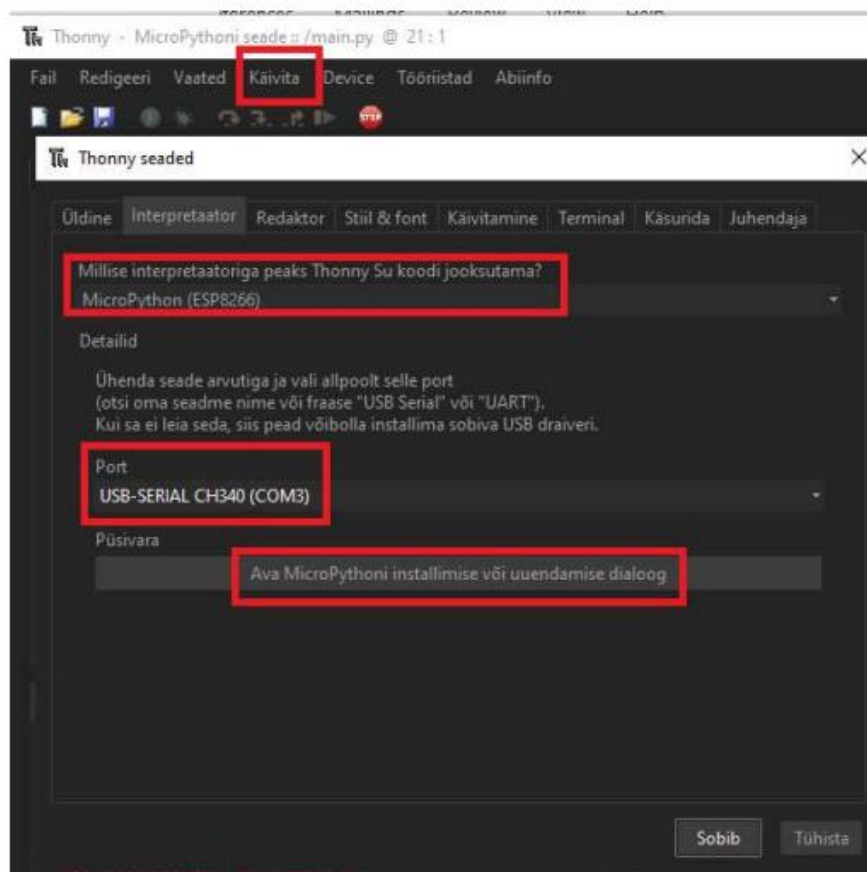 Thonny - MicroPythoni seade :: /main.py @ 21 : 1
Fail Redigeeri Vaated Käivita Device Tööriistad Abiinfo
STOP
Thonny seaded
Üldine Interpretaator Redaktor Stiil & font Käivitamine Terminal Käsurida Juhendaja
Millise interpretaatoriga peaks Thonny Su koodi jooksutama?
MicroPython (ESP8266)
Detailid
Ühenda seade arvutiga ja vali allpoolt selle port
(otsi oma seadme nime või fraase "USB Serial" või "UART").
Kui sa ei leia seda, siis pead võibolla installima sobiva USB draiveri.
Port
USB-SERIAL CH340 (COM3)
Püsivara
Ava MicroPythoni installimise või uuendamise dialoog
Sobib Tühista